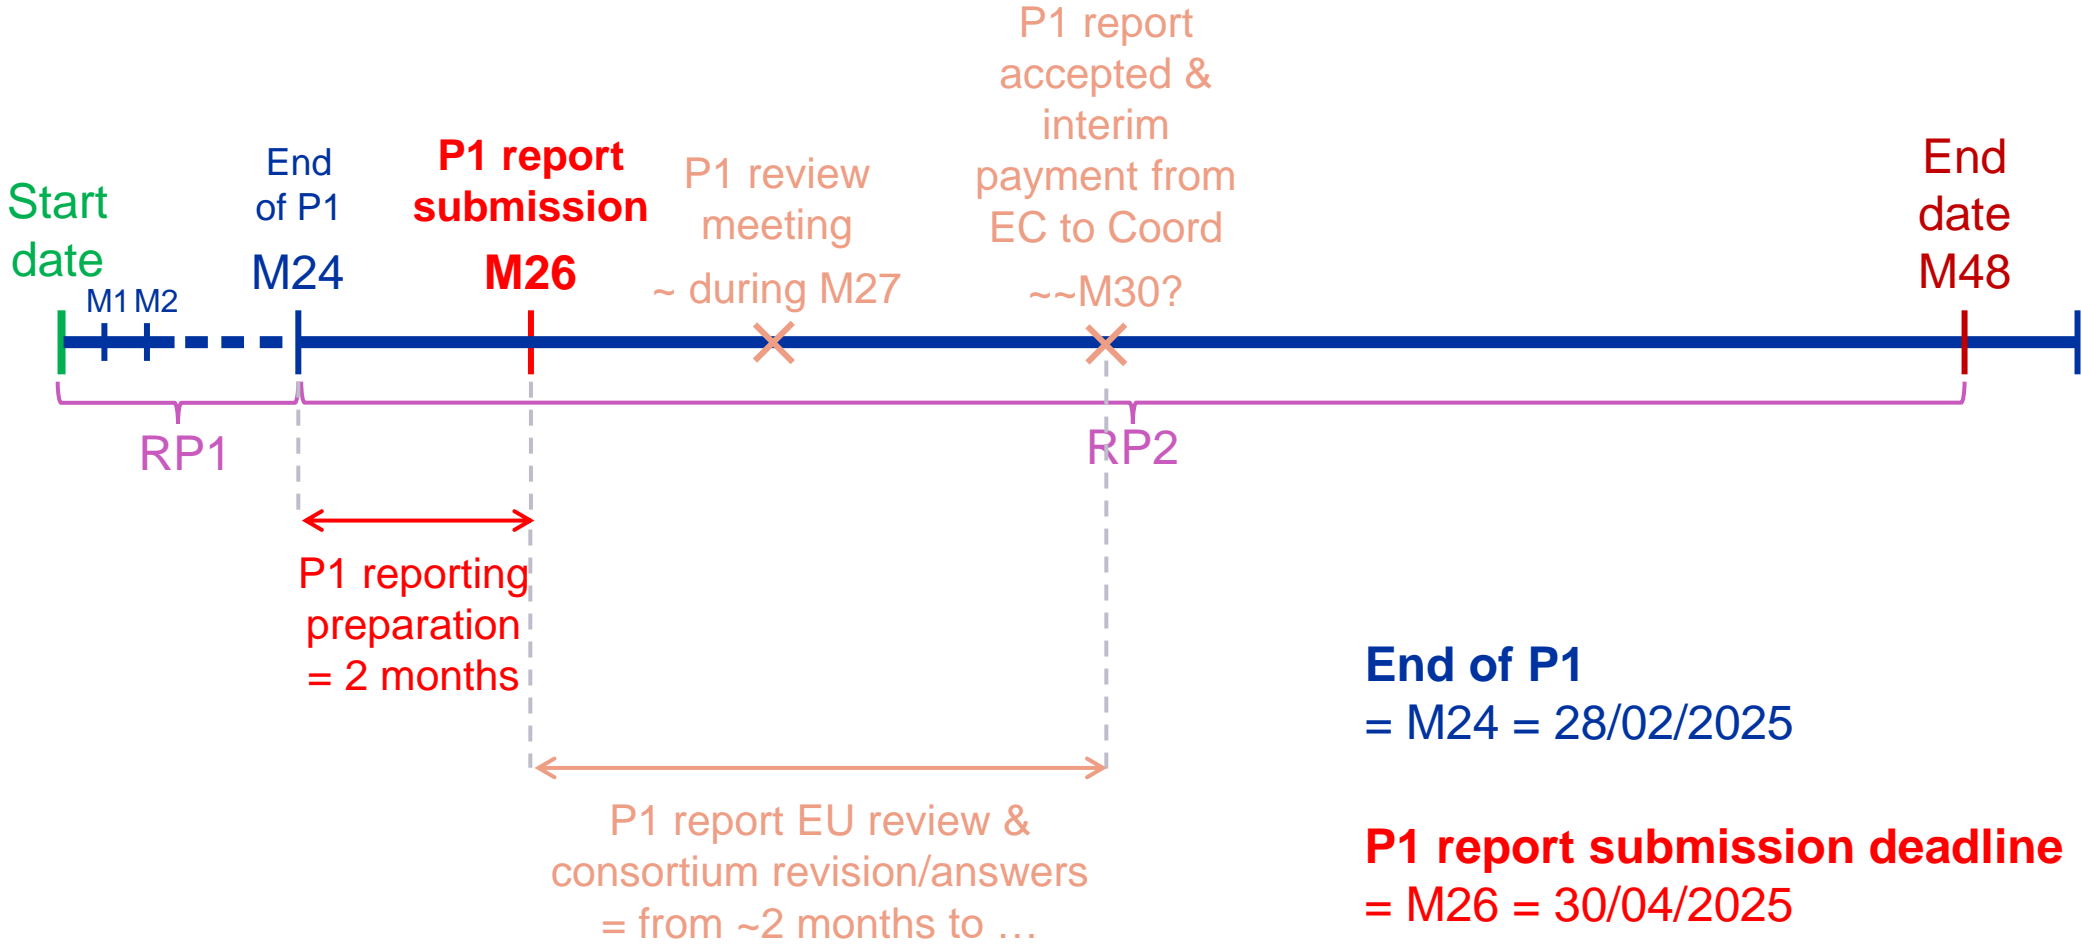 Start
date
M1 M2
End
of P1
M24
P1 report
submission
M26
P1 review
meeting
~ during M27
P1 report
accepted &
interim
payment from
EC to Coord
~~M30?
End
date
M48
RP1
RP2
P1 reporting
preparation
= 2 months
P1 report EU review &
consortium revision/answers
= from ~2 months to …
End of P1
= M24 = 28/02/2025
P1 report submission deadline
= M26 = 30/04/2025